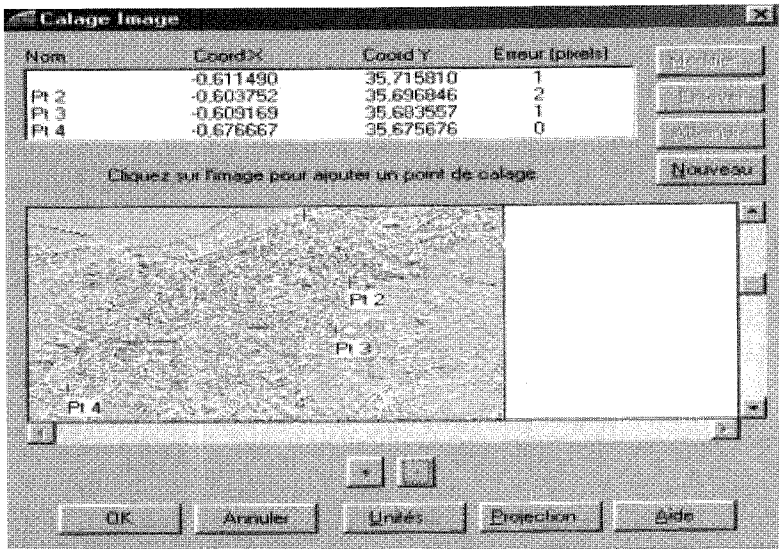 Calage Image
Nom Coord X Coord Y Erreur (pixels)
-0.611490 35.715810 1
Pt 2 -0.603752 35.696846 2
Pt 3 -0.609169 35.683557 1
Pt 4 -0.676667 35.675676 0
Nouveau
Cliquez sur l'image pour ajouter un point de calage
Pt 2
Pt 3
Pt 4
OK Annuler Unités Projection Aide